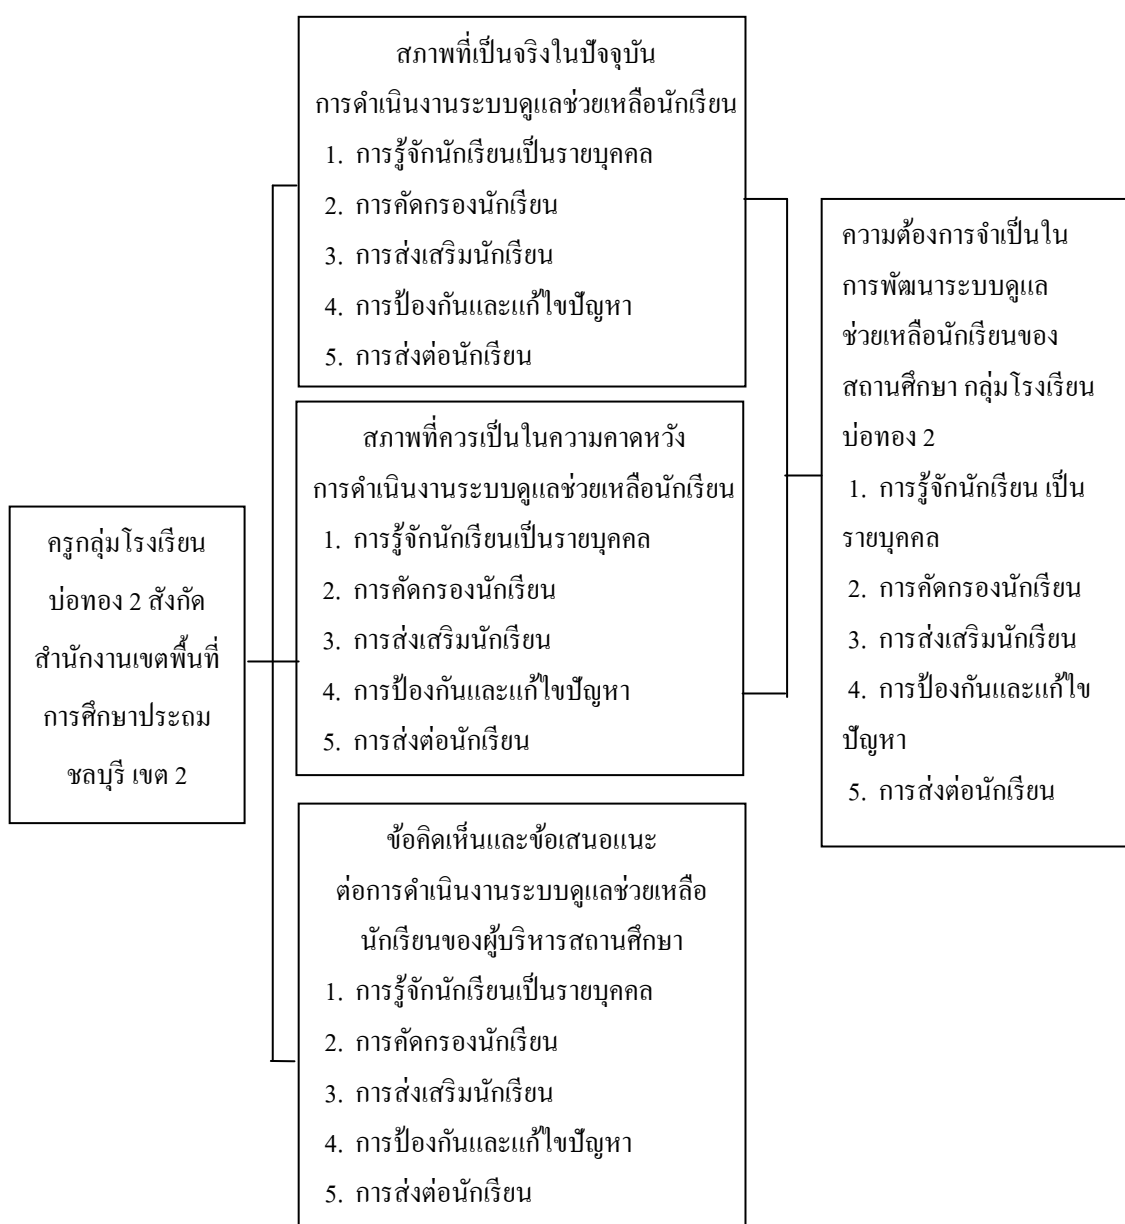 ครูกลุ่มโรงเรียน
บ่อทอง 2 สังกัด
สำนักงานเขตพื้นที่
การศึกษาประถม
ชลบุรี เขต 2
สภาพที่เป็นจริงในปัจจุบัน
การดำเนินงานระบบดูแลช่วยเหลือนักเรียน
1. การรู้จักนักเรียนเป็นรายบุคคล
2. การคัดกรองนักเรียน
3. การส่งเสริมนักเรียน
4. การป้องกันและแก้ไขปัญหา
5. การส่งต่อนักเรียน
สภาพที่ควรเป็นในความคาดหวัง
การดำเนินงานระบบดูแลช่วยเหลือนักเรียน
1. การรู้จักนักเรียนเป็นรายบุคคล
2. การคัดกรองนักเรียน
3. การส่งเสริมนักเรียน
4. การป้องกันและแก้ไขปัญหา
5. การส่งต่อนักเรียน
ข้อคิดเห็นและข้อเสนอแนะ
ต่อการดำเนินงานระบบดูแลช่วยเหลือ
นักเรียนของผู้บริหารสถานศึกษา
1. การรู้จักนักเรียนเป็นรายบุคคล
2. การคัดกรองนักเรียน
3. การส่งเสริมนักเรียน
4. การป้องกันและแก้ไขปัญหา
5. การส่งต่อนักเรียน
ความต้องการจำเป็นใน
การพัฒนาระบบดูแล
ช่วยเหลือนักเรียนของ
สถานศึกษา กลุ่มโรงเรียน
บ่อทอง 2
1. การรู้จักนักเรียน เป็น
รายบุคคล
2. การคัดกรองนักเรียน
3. การส่งเสริมนักเรียน
4. การป้องกันและแก้ไข
ปัญหา
5. การส่งต่อนักเรียน